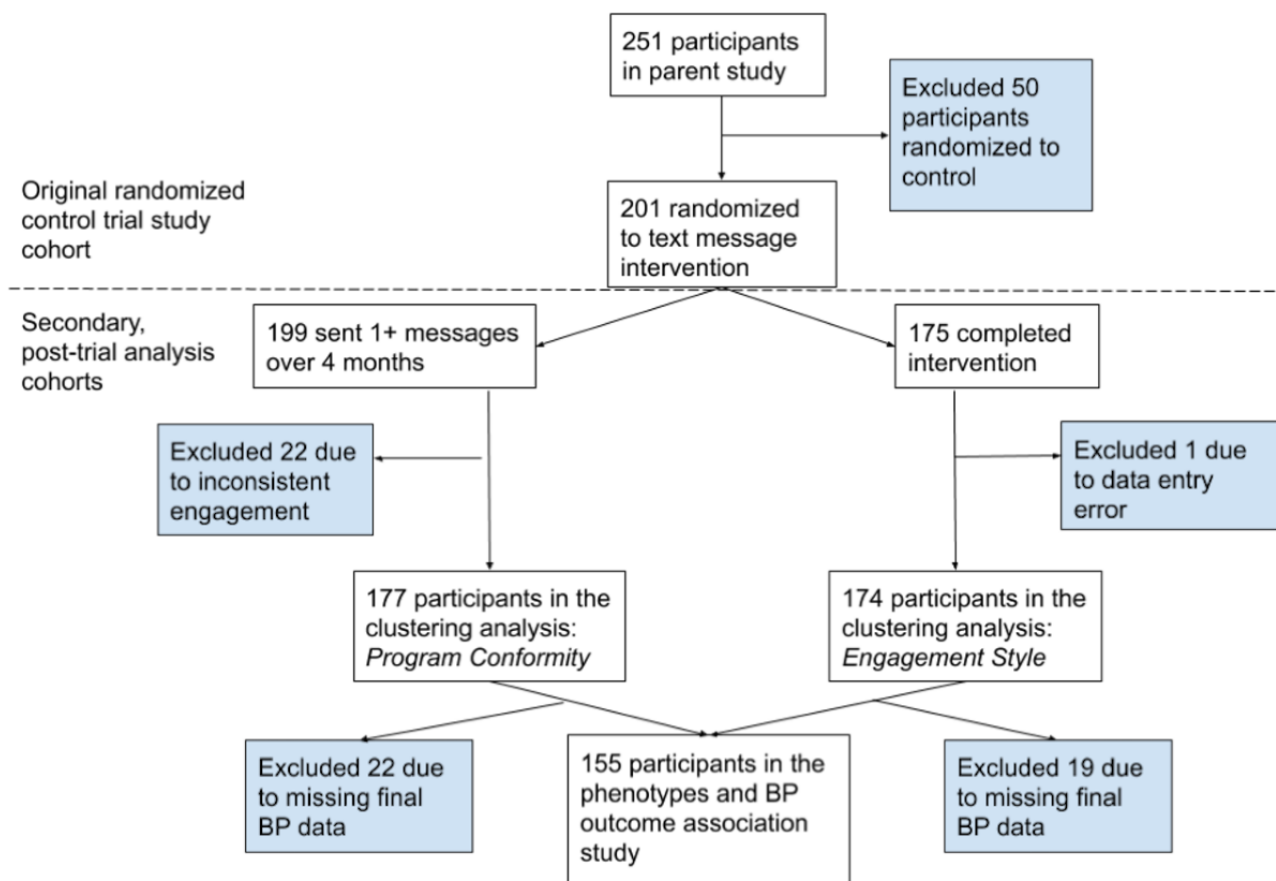 251 participants
in parent study
Excluded 50
participants
randomized to
control
Original randomized
control trial study
cohort
201 randomized
to text message
intervention
Secondary,
post-trial analysis
cohorts
199 sent 1+ messages
over 4 months
175 completed
intervention
Excluded 22 due
to inconsistent
engagement
Excluded 1 due
to data entry
error
177 participants in the
clustering analysis:
Program Conformity
174 participants in the
clustering analysis:
Engagement Style
Excluded 22 due
to missing final
BP data
155 participants in the
phenotypes and BP
outcome association
study
Excluded 19 due
to missing final
BP data